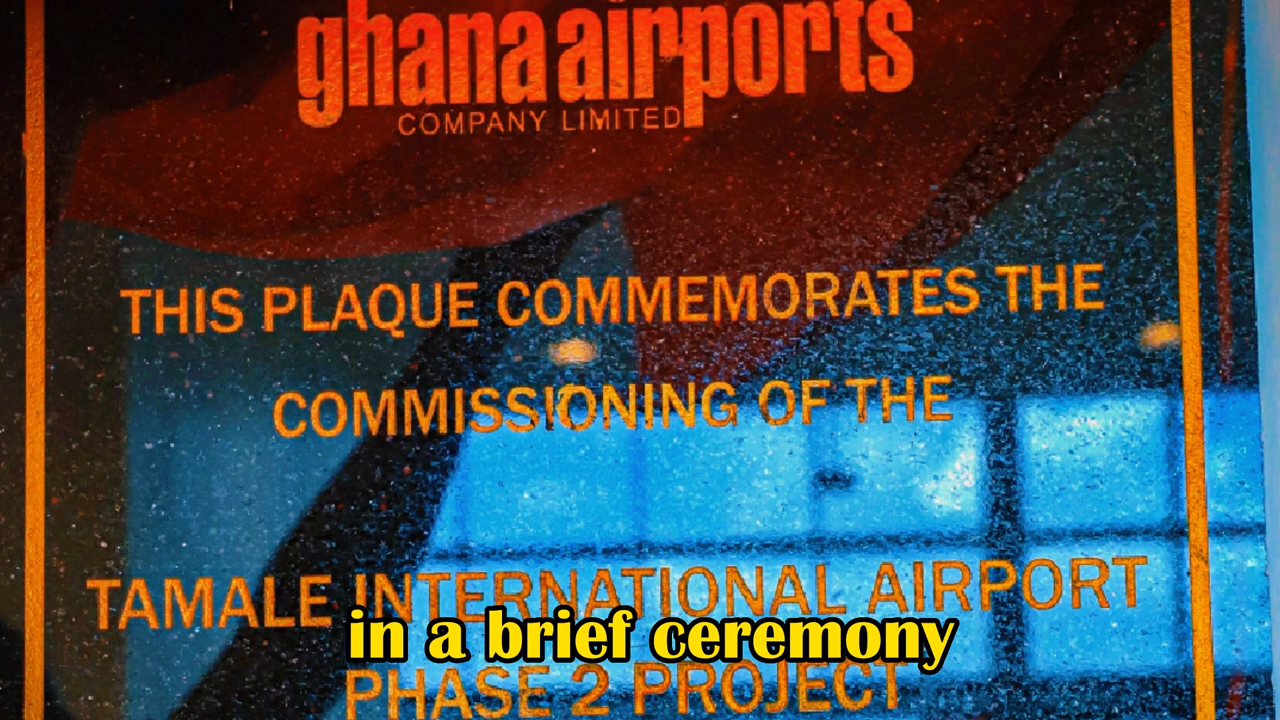 ghana airports
COMPANY LIMITED
THIS PLAQUE COMMEMORATES THE
COMMISSIONING OF THE
TAMALE INTERNATIONAL AIRPORT
in a brief ceremony
PHASE 2 PROJECT